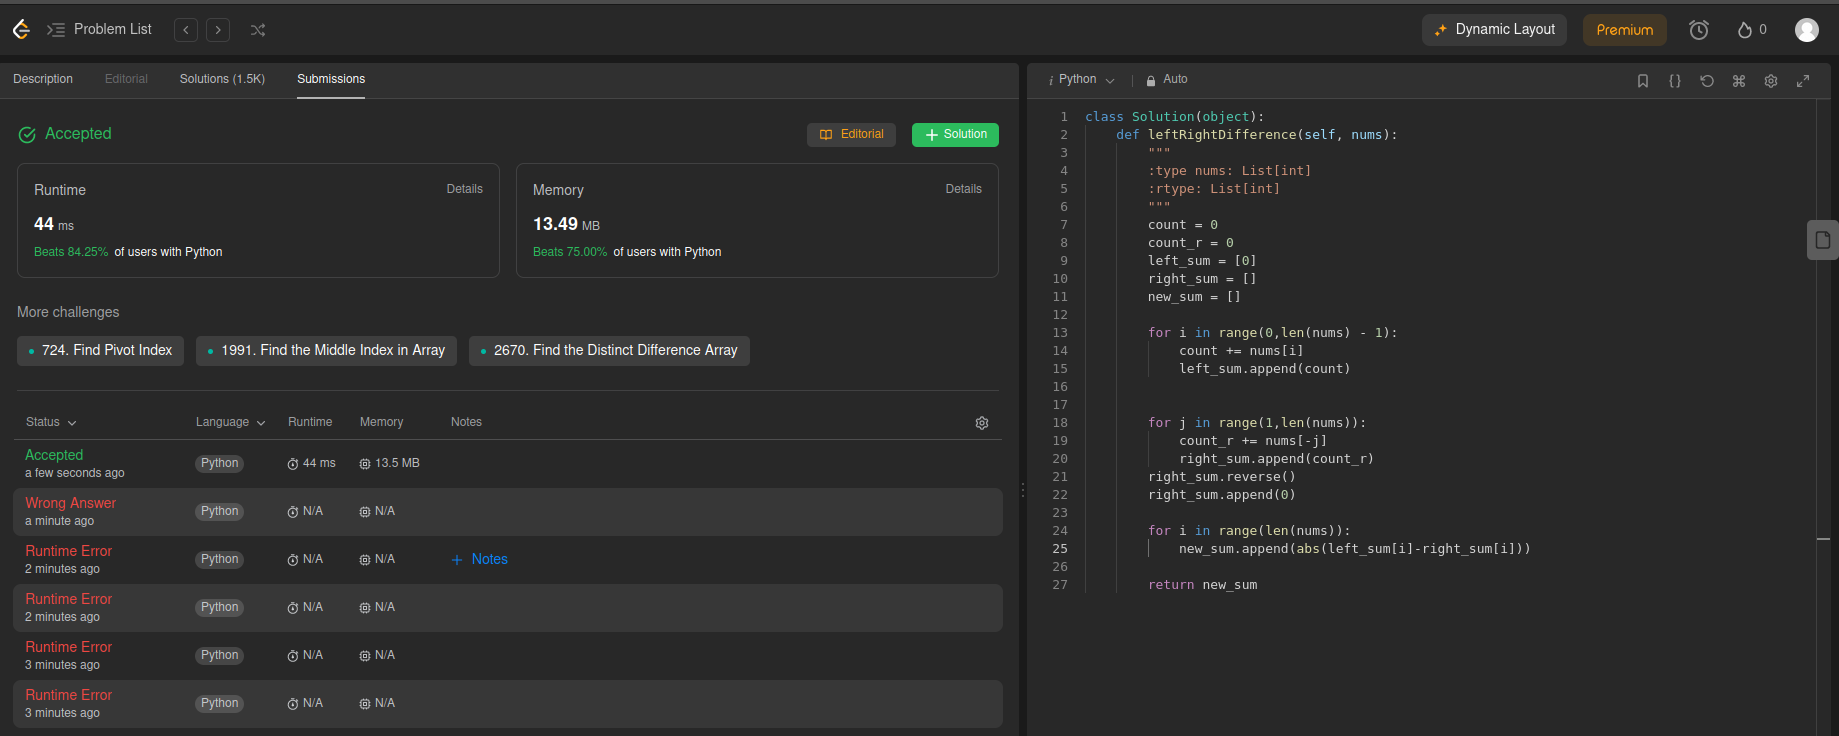 Problem List
Dynamic Layout
Premium
0
Description Editorial Solutions (1.5K) Submissions
Accepted
Editorial
Solution
Runtime Details
44 ms
Beats 84.25% of users with Python
Memory Details
13.49 MB
Beats 75.00% of users with Python
More challenges
724. Find Pivot Index
1991. Find the Middle Index in Array
2670. Find the Distinct Difference Array
Status Language Runtime Memory Notes
Accepted
a few seconds ago
Python 44 ms 13.5 MB
Wrong Answer
a minute ago
Python N/A N/A
Runtime Error
2 minutes ago
Python N/A N/A + Notes
Runtime Error
2 minutes ago
Python N/A N/A
Runtime Error
3 minutes ago
Python N/A N/A
Runtime Error
3 minutes ago
Python N/A N/A
i Python | Auto
1 class Solution(object):
2     def leftRightDifference(self, nums):
3         """
4         :type nums: List[int]
5         :rtype: List[int]
6         """
7         count = 0
8         count_r = 0
9         left_sum = [0]
10         right_sum = []
11         new_sum = []
12
13         for i in range(0,len(nums) - 1):
14             count += nums[i]
15             left_sum.append(count)
16
17
18         for j in range(1,len(nums)):
19             count_r += nums[-j]
20             right_sum.append(count_r)
21         right_sum.reverse()
22         right_sum.append(0)
23
24         for i in range(len(nums)):
25             new_sum.append(abs(left_sum[i]-right_sum[i]))
26
27         return new_sum